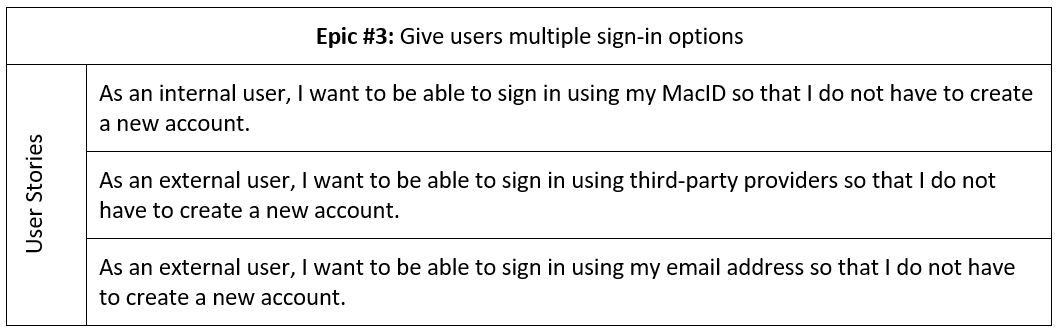 Epic #3: Give users multiple sign-in options
User Stories
As an internal user, I want to be able to sign in using my MacID so that I do not have to create
a new account.
As an external user, I want to be able to sign in using third-party providers so that I do not
have to create a new account.
As an external user, I want to be able to sign in using my email address so that I do not have
to create a new account.